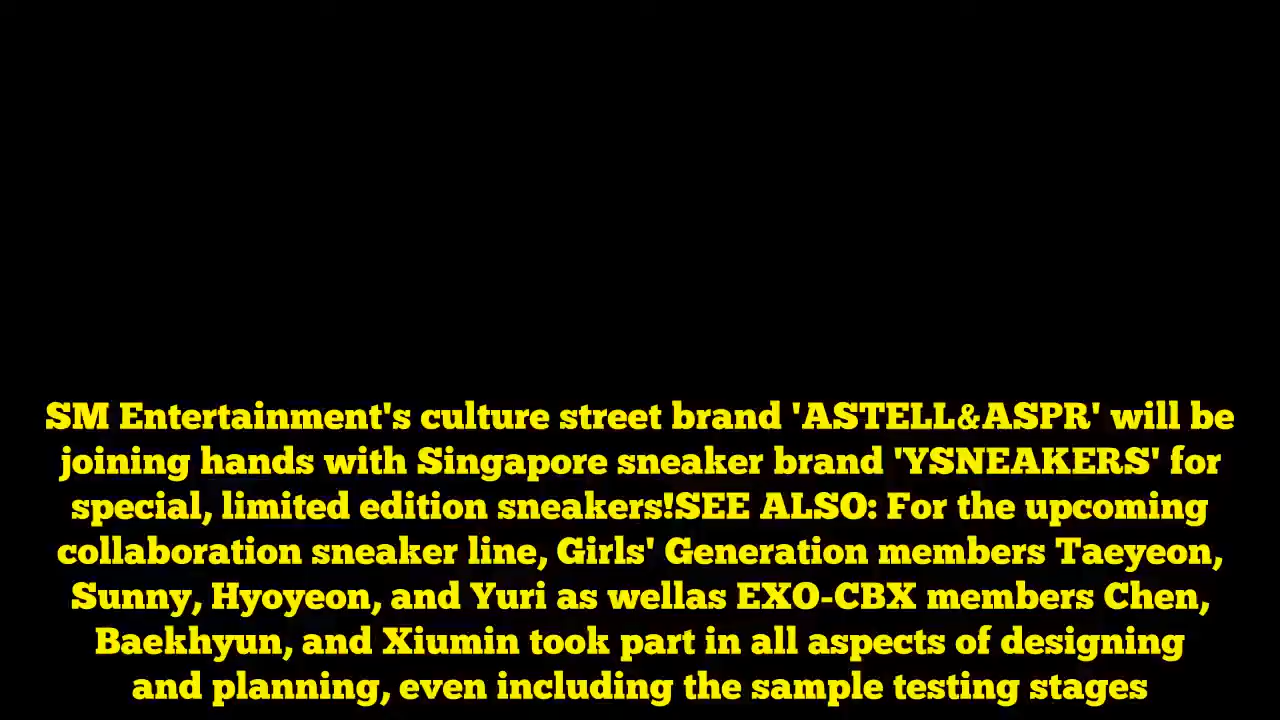 SM Entertainment's culture street brand 'ASTELL&ASPR' will be
joining hands with Singapore sneaker brand 'YSNEAKERS' for
special, limited edition sneakers!SEE ALSO: For the upcoming
collaboration sneaker line, Girls' Generation members Taeyeon,
Sunny, Hyoyeon, and Yuri as wellas EXO-CBX members Chen,
Baekhyun, and Xiumin took part in all aspects of designing
and planning, even including the sample testing stages